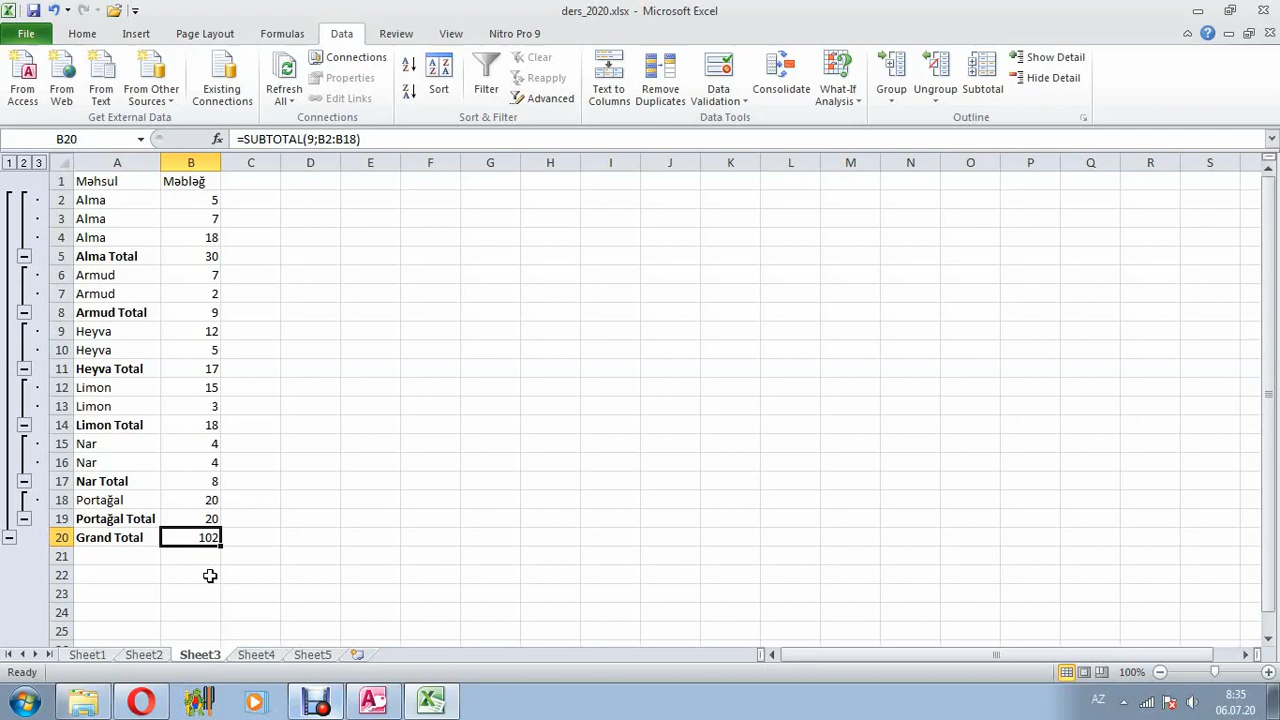 ders_2020.xlsx - Microsoft Excel
File Home Insert Page Layout Formulas Data Review View Nitro Pro 9
From Access
From Web
From Text
From Other Sources
Existing Connections
Get External Data
Refresh All
Connections
Properties
Edit Links
Connections
Sort
Filter
Clear
Reapply
Advanced
Sort & Filter
Text to Columns
Remove Duplicates
Data Validation
Consolidate
What-If Analysis
Data Tools
Group
Ungroup
Subtotal
Show Detail
Hide Detail
Outline
B20 fx =SUBTOTAL(9;B2:B18)
1 2 3 A B C D E F G H I J K L M N O P Q R S
1 Məhsul Məbləğ
2 Alma 5
3 Alma 7
4 Alma 18
5 Alma Total 30
6 Armud 7
7 Armud 2
8 Armud Total 9
9 Heyva 12
10 Heyva 5
11 Heyva Total 17
12 Limon 15
13 Limon 3
14 Limon Total 18
15 Nar 4
16 Nar 4
17 Nar Total 8
18 Portağal 20
19 Portağal Total 20
20 Grand Total 102
21
22
23
24
25
Sheet1 Sheet2 Sheet3 Sheet4 Sheet5
Ready 100%
AZ 8:35
06.07.20